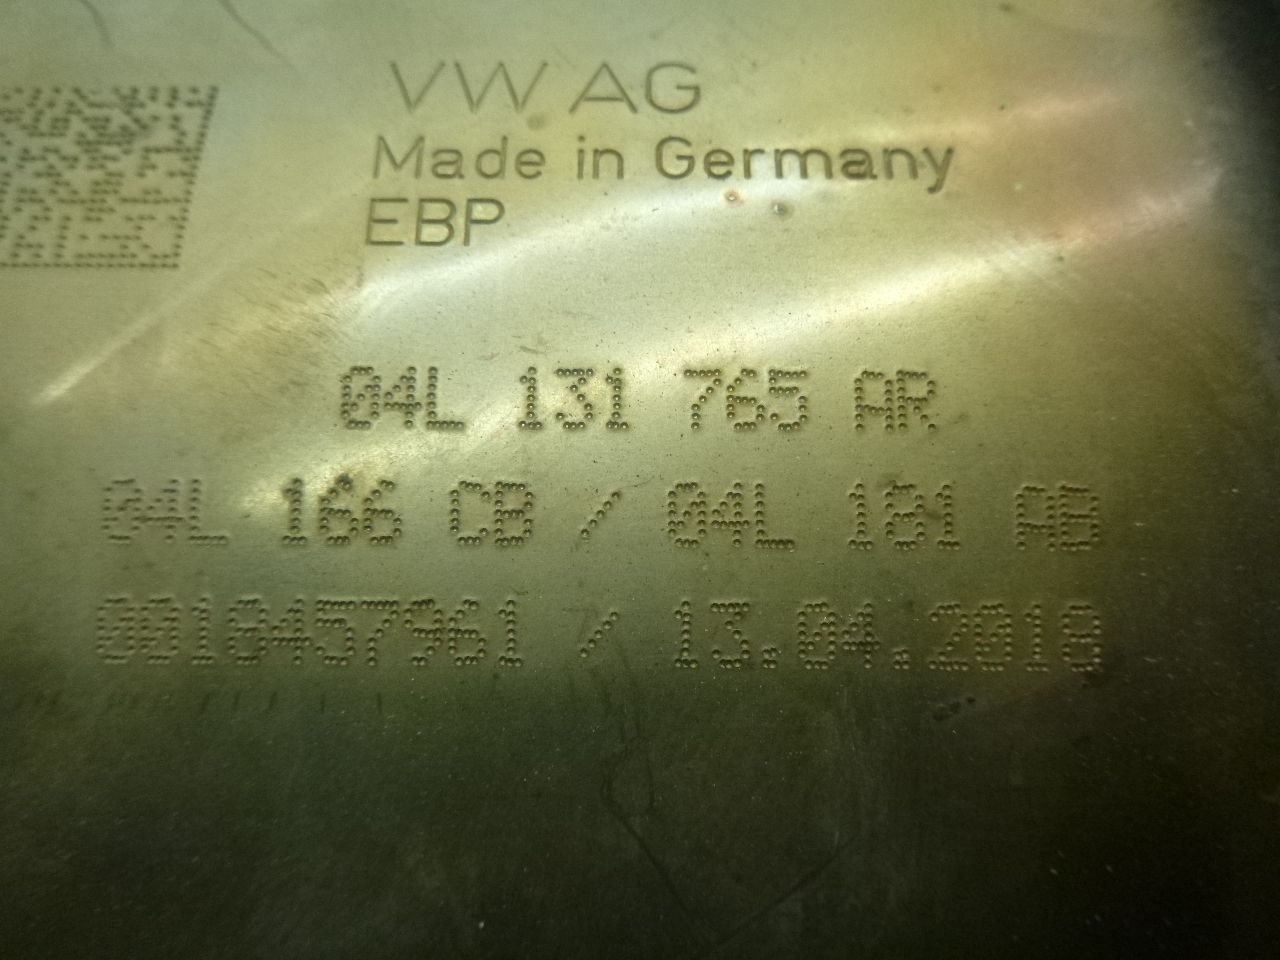 VW AG
Made in Germany
EBP
04L 131 765 AR
04L 166 CB / 04L 181 AB
0018457961 / 13.04.2018